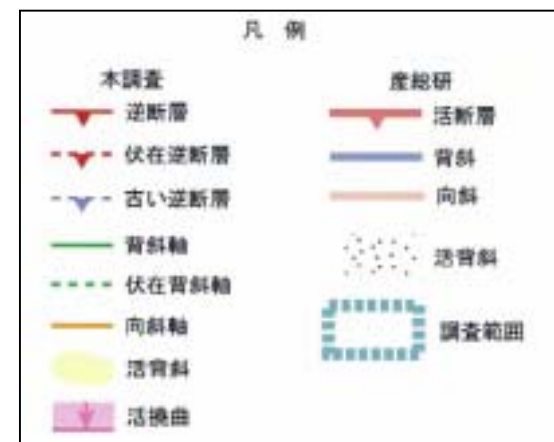 凡 例
本調査
逆断層
伏在逆断層
古い逆断層
背斜軸
伏在背斜軸
向斜軸
活背斜
活撓曲
産総研
活断層
背斜
向斜
活背斜
調査範囲